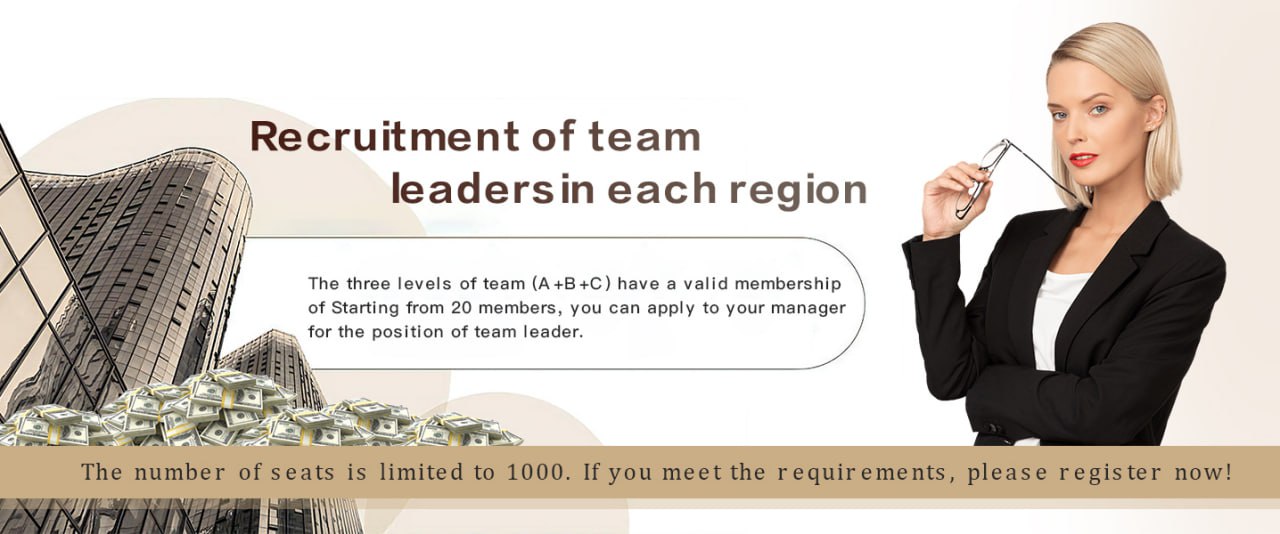 Recruitment of team
leaders in each region
The three levels of team (A+B+C) have a valid membership
of Starting from 20 members, you can apply to your manager
for the position of team leader.
The number of seats is limited to 1000. If you meet the requirements, please register now!